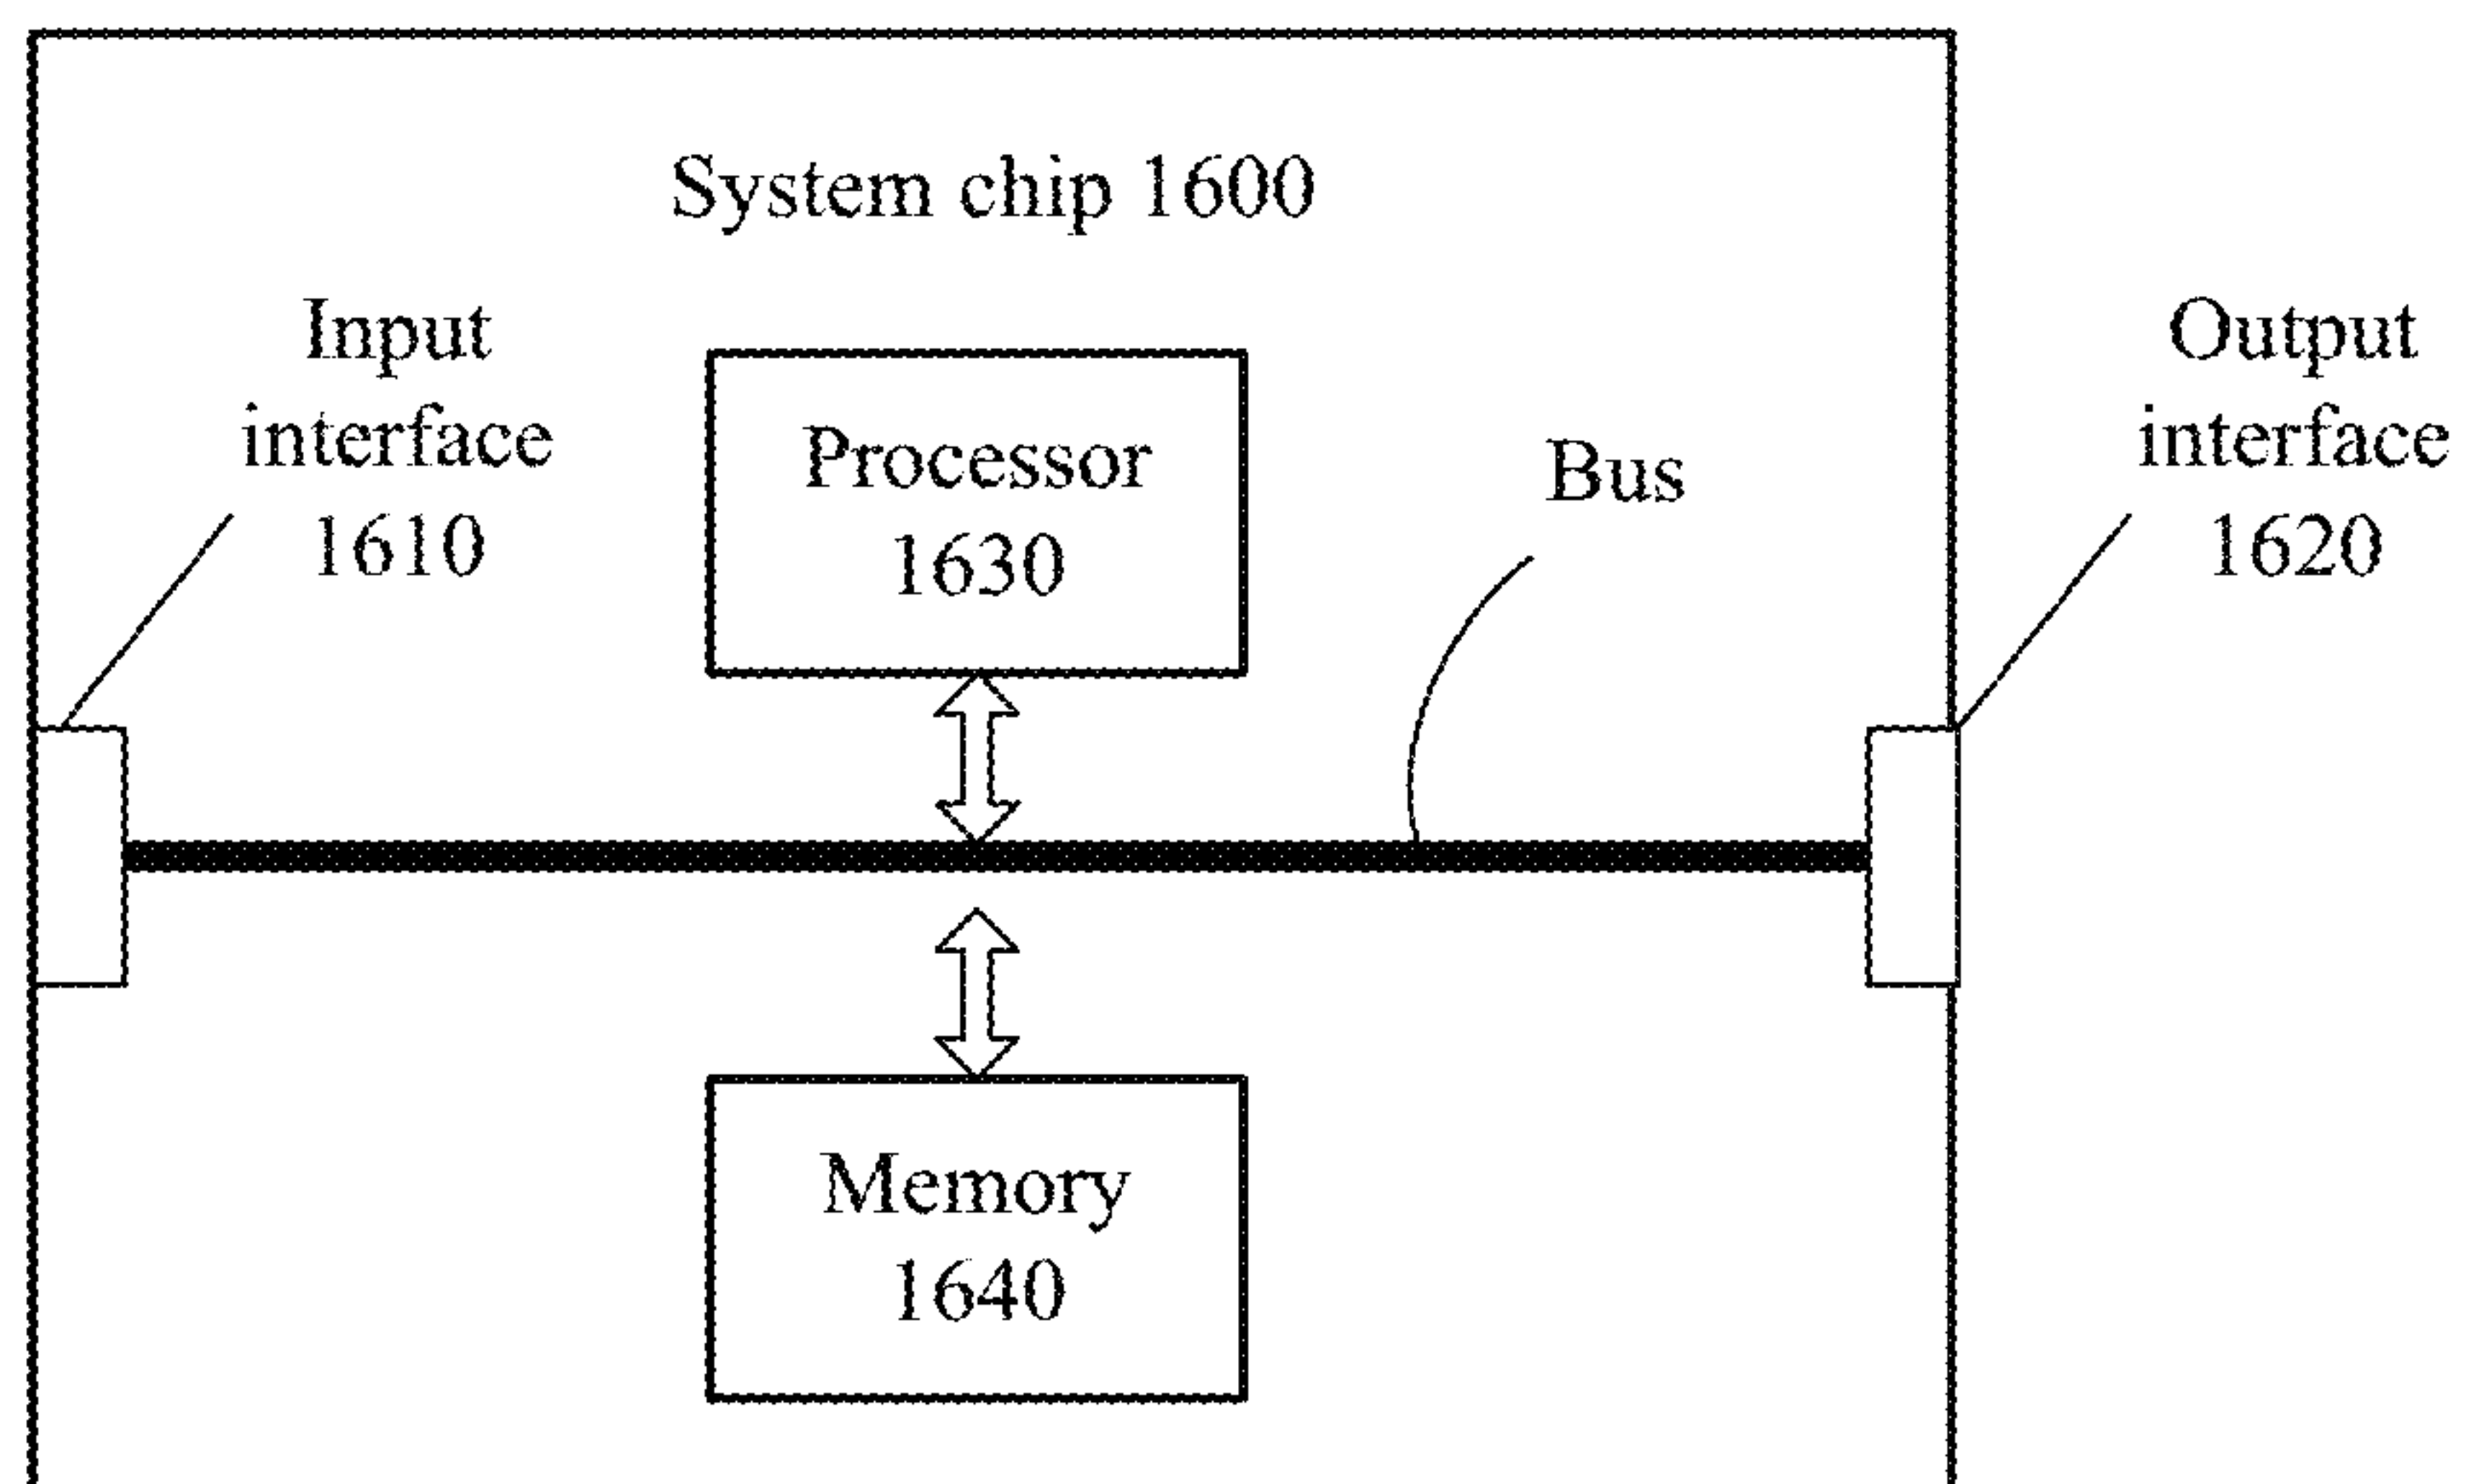 System chip 1600
Input
interface
1610
Processor
1630
Bus
Output
interface
1620
Memory
1640